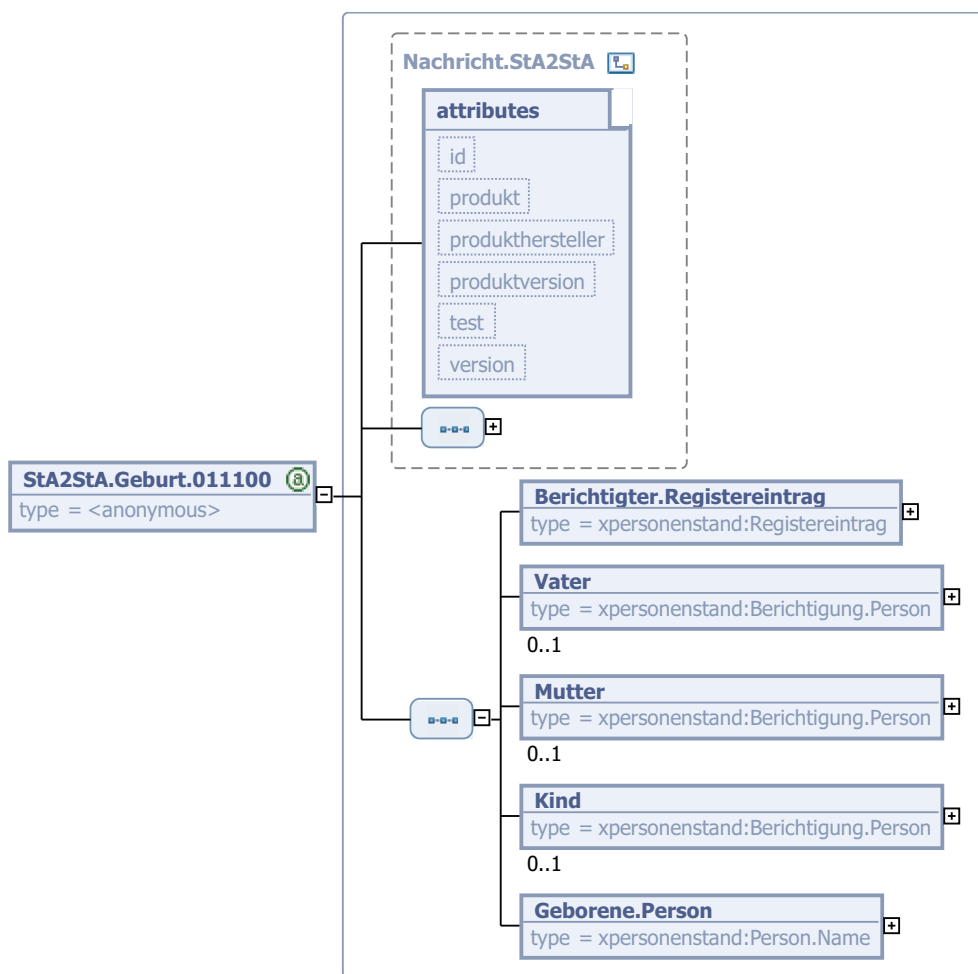 Nachricht.StA2StA
attributes
id
produkt
produkthersteller
produktversion
test
version
StA2StA.Geburt.011100 @
type = <anonymous>
Berichtigter.Registereintrag
type = xpersonenstand:Registereintrag
Vater
type = xpersonenstand:Berichtigung.Person
0..1
Mutter
type = xpersonenstand:Berichtigung.Person
0..1
Kind
type = xpersonenstand:Berichtigung.Person
0..1
Geborene.Person
type = xpersonenstand:Person.Name